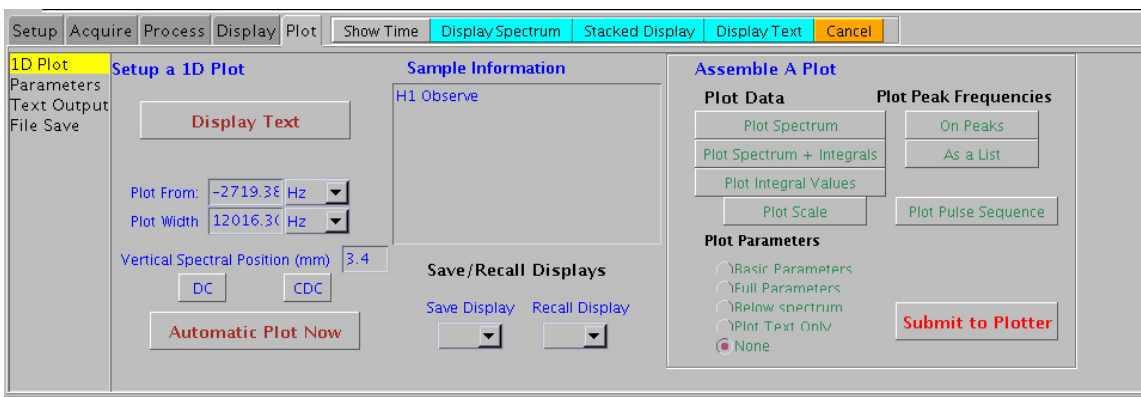 Setup Acquire Process Display Plot Show Time Display Spectrum Stacked Display Display Text Cancel
1D Plot
Parameters
Text Output
File Save
Setup a 1D Plot
Display Text
Plot From: -2719.38 Hz
Plot Width 12016.30 Hz
Vertical Spectral Position (mm) 3.4
DC CDC
Automatic Plot Now
Sample Information
H1 Observe
Save/Recall Displays
Save Display Recall Display
Assemble A Plot
Plot Data Plot Peak Frequencies
Plot Spectrum On Peaks
Plot Spectrum + Integrals As a List
Plot Integral Values
Plot Scale Plot Pulse Sequence
Plot Parameters
Basic Parameters
Full Parameters
Below spectrum
Plot Text Only
None
Submit to Plotter